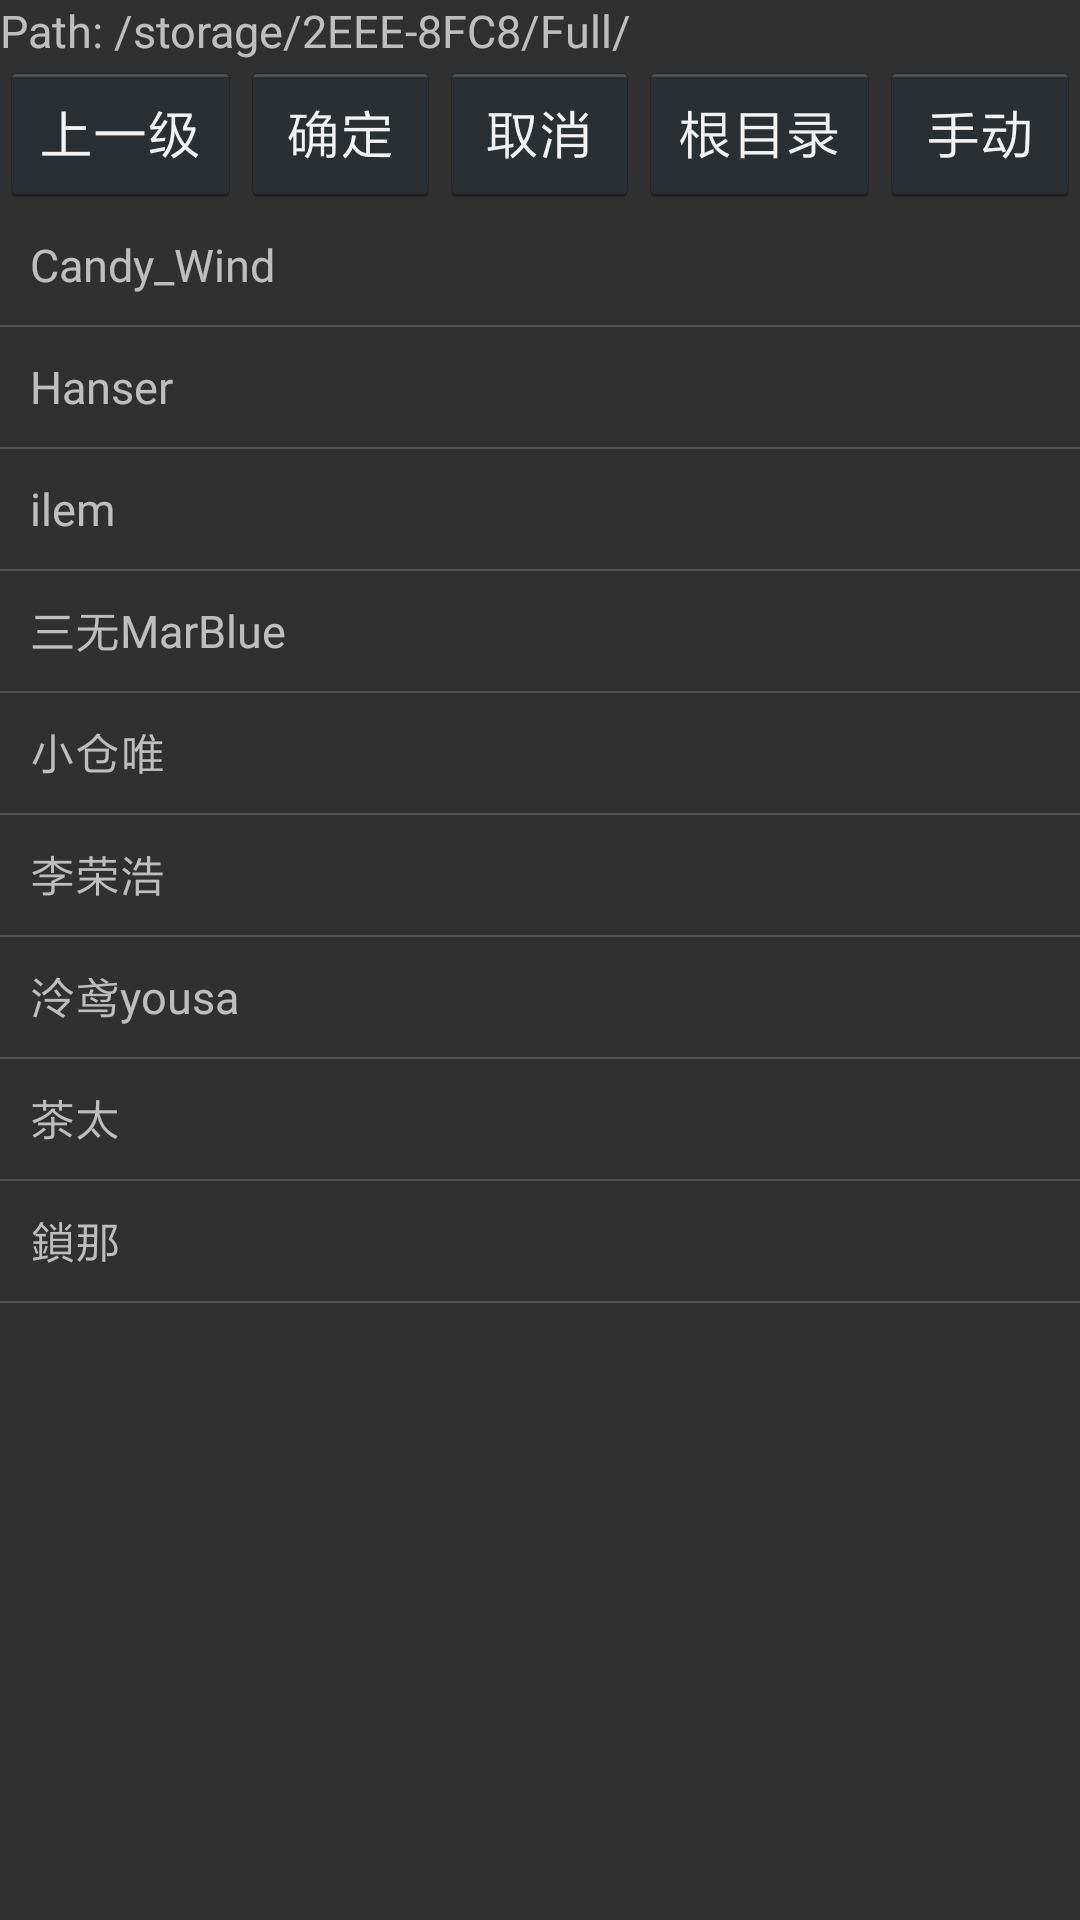 Path: /storage/2EEE-8FC8/Full/
上一级 确定 取消 根目录 手动
Candy_Wind
Hanser
ilem
三无MarBlue
小仓唯
李荣浩
泠鸢yousa
茶太
鎖那